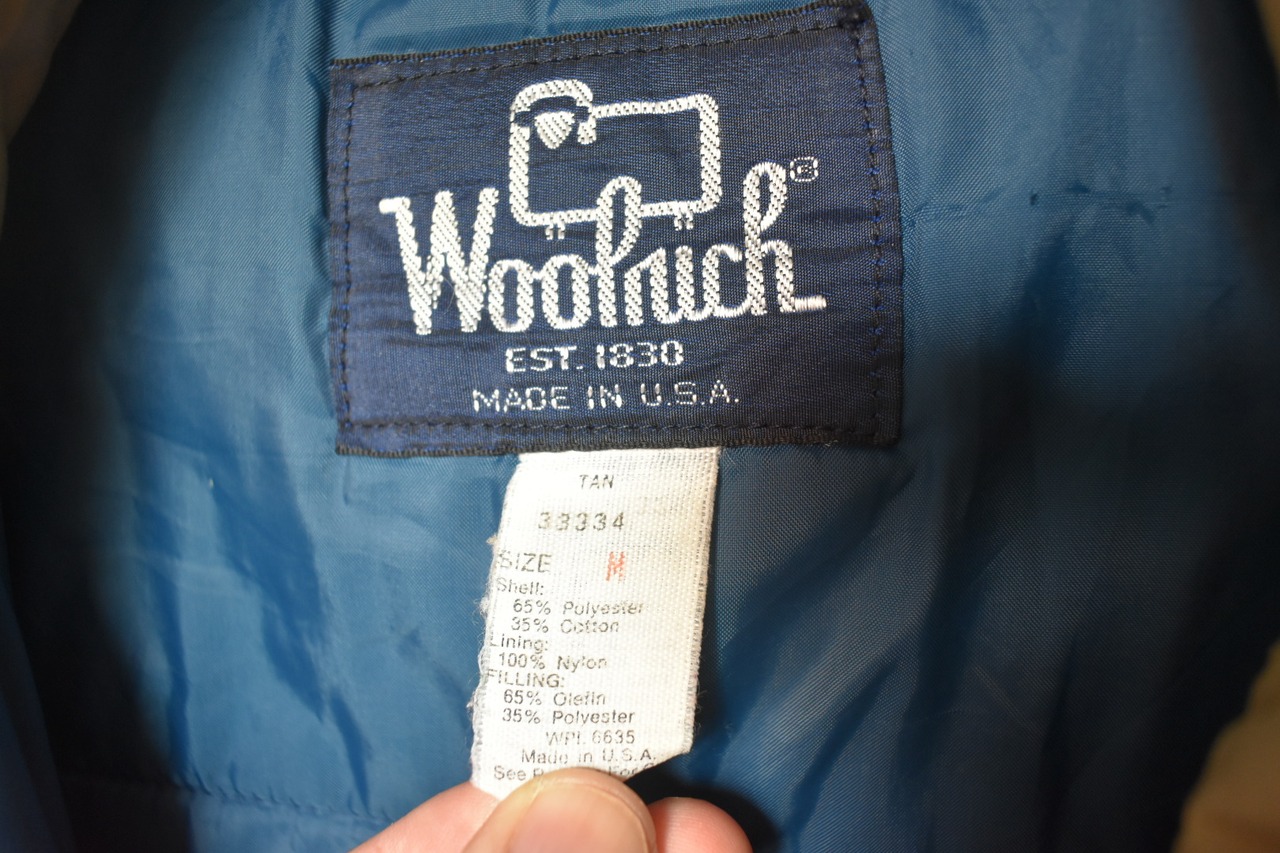 Woolrich®
EST. 1830
MADE IN U.S.A.
TAN
33334
SIZE M
Shell:
65% Polyester
35% Cotton
Lining:
100% Nylon
FILLING:
65% Olefin
35% Polyester
WPL 6635
Made in U.S.A.
See